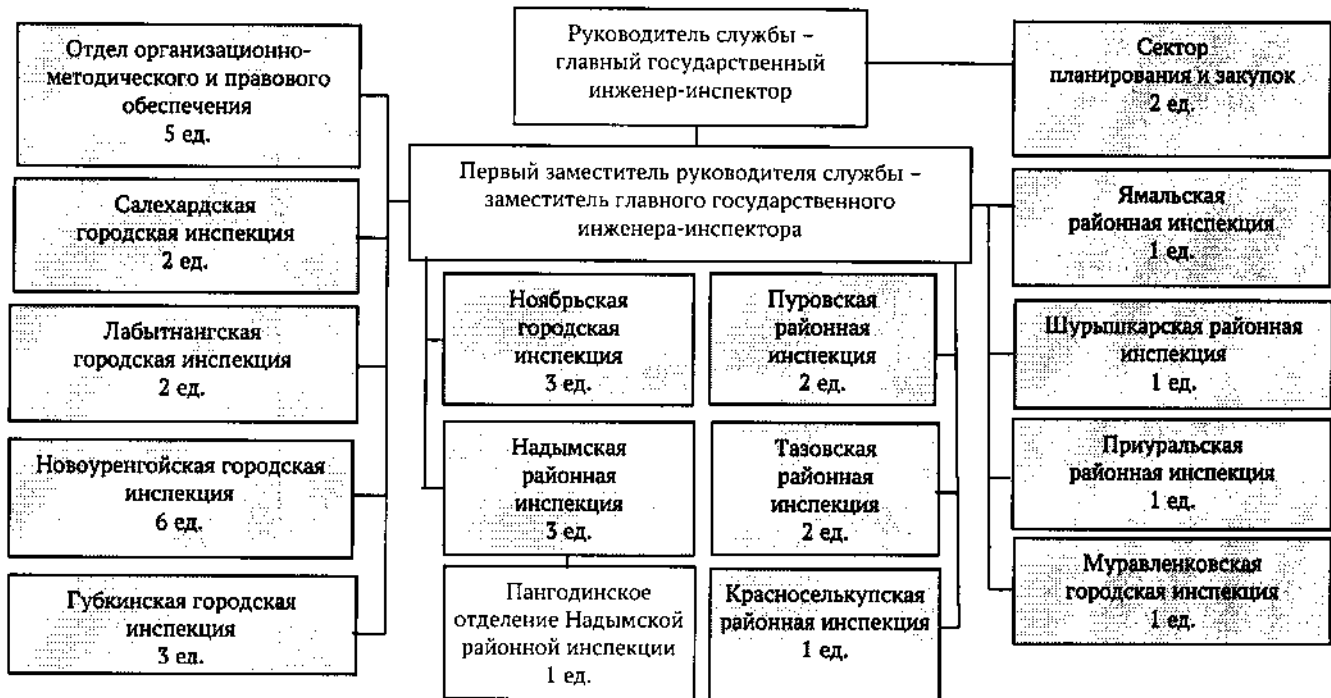 Руководитель службы –
главный государственный
инженер-инспектор
Отдел организационно-
методического и правового
обеспечения
5 ед.
Сектор
планирования и закупок
2 ед.
Первый заместитель руководителя службы –
заместитель главного государственного
инженера-инспектора
Салехардская
городская инспекция
2 ед.
Лабытнангская
городская инспекция
2 ед.
Новоуренгойская городская
инспекция
6 ед.
Губкинская городская
инспекция
3 ед.
Ноябрьская
городская
инспекция
3 ед.
Надымская
районная
инспекция
3 ед.
Пангодинское
отделение Надымской
районной инспекции
1 ед.
Пуровская
районная
инспекция
2 ед.
Тазовская
районная
инспекция
2 ед.
Красноселькупская
районная инспекция
1 ед.
Ямальская
районная инспекция
1 ед.
Шурышкарская районная
инспекция
1 ед.
Приуральская
районная инспекция
1 ед.
Муравленковская
городская инспекция
1 ед.